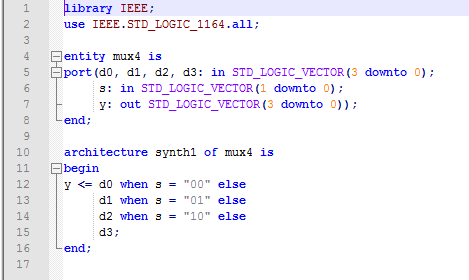 1 library IEEE;
2 use IEEE.STD_LOGIC_1164.all;
3
4 entity mux4 is
5 port(d0, d1, d2, d3: in STD_LOGIC_VECTOR(3 downto 0);
6 s: in STD_LOGIC_VECTOR(1 downto 0);
7 y: out STD_LOGIC_VECTOR(3 downto 0));
8 end;
9
10 architecture synth1 of mux4 is
11 begin
12 y <= d0 when s = "00" else
13 d1 when s = "01" else
14 d2 when s = "10" else
15 d3;
16 end;
17